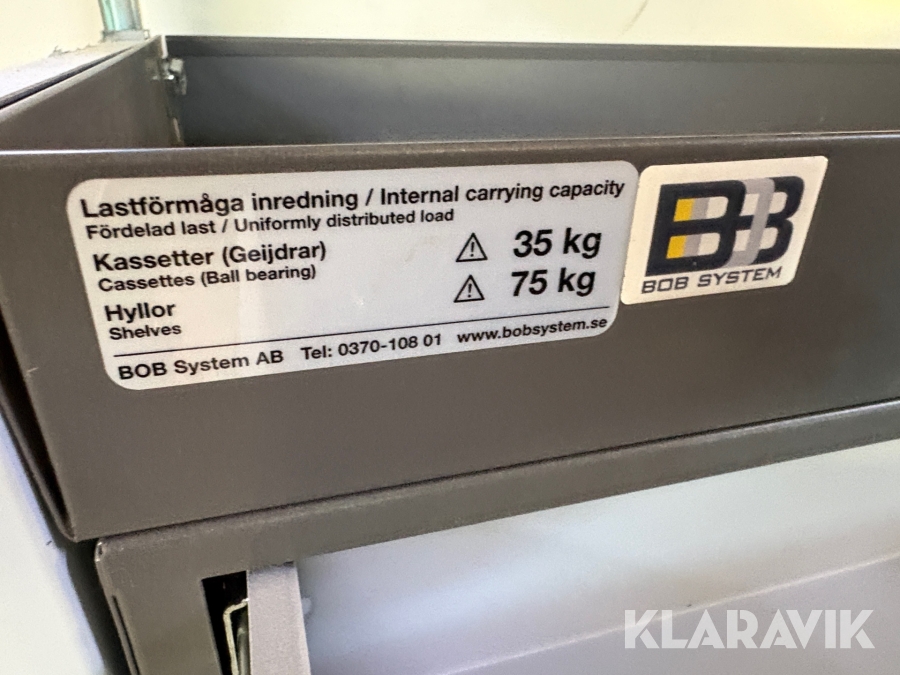 Lastförmåga inredning / Internal carrying capacity
Fördelad last / Uniformly distributed load
Kassetter (Geijdrar) 35 kg
Cassettes (Ball bearing)
Hyllor 75 kg
Shelves
BOB System AB Tel: 0370-108 01 www.bobsystem.se
BOB
BOB SYSTEM
KLARAVIK